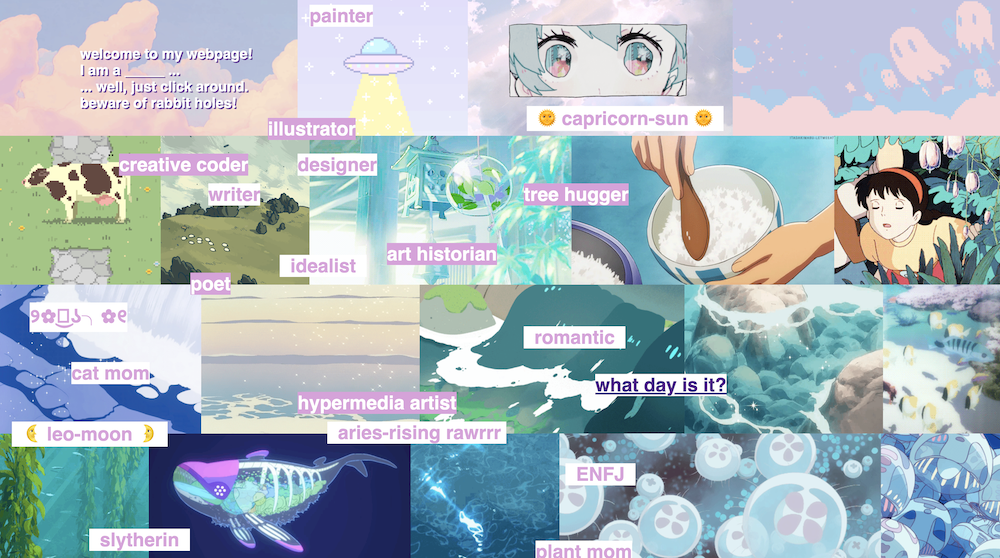 painter
welcome to my webpage!
I am a ______ ...
... well, just click around.
beware of rabbit holes!
🌞 capricorn-sun 🌞
illustrator
creative coder
designer
writer
tree hugger
art historian
idealist
poet
romantic
cat mom
what day is it?
hypermedia artist
🌛 leo-moon 🌛
aries-rising rawrrr
ENFJ
slytherin
plant mom